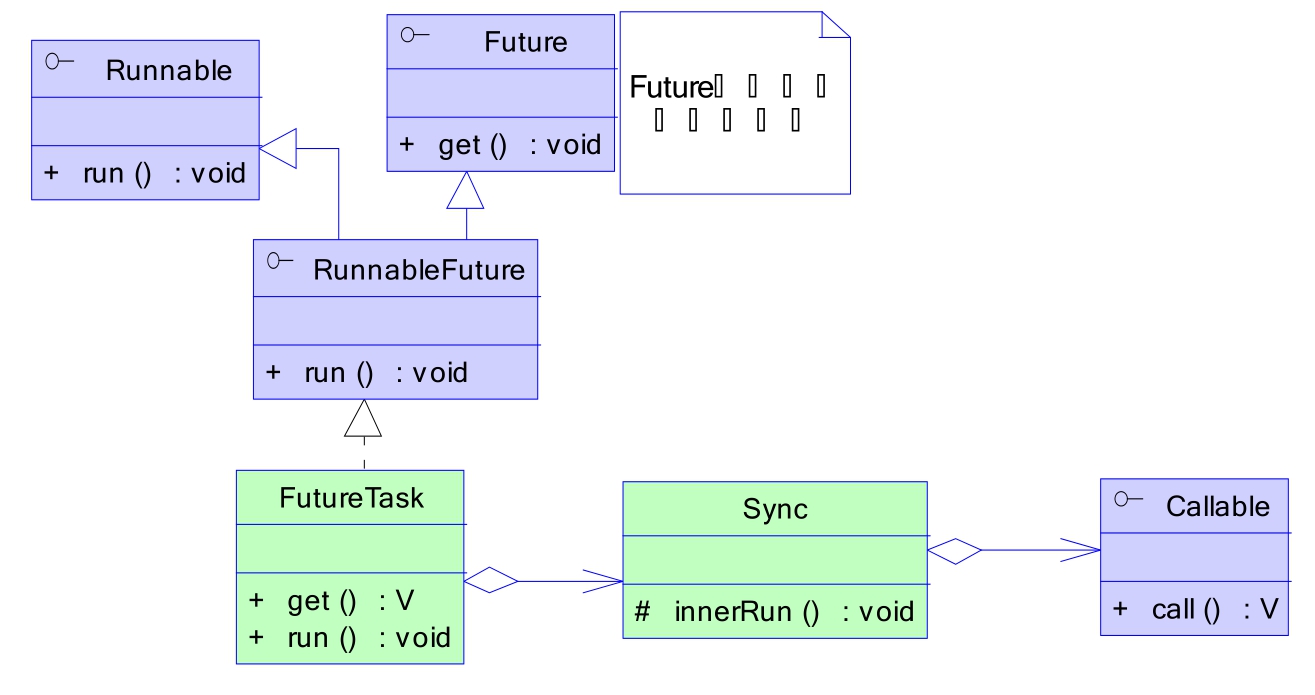 Runnable
+ run () : void
Future
+ get () : void
Future
RunnableFuture
+ run () : void
FutureTask
+ get () : V
+ run () : void
Sync
# innerRun () : void
Callable
+ call () : V